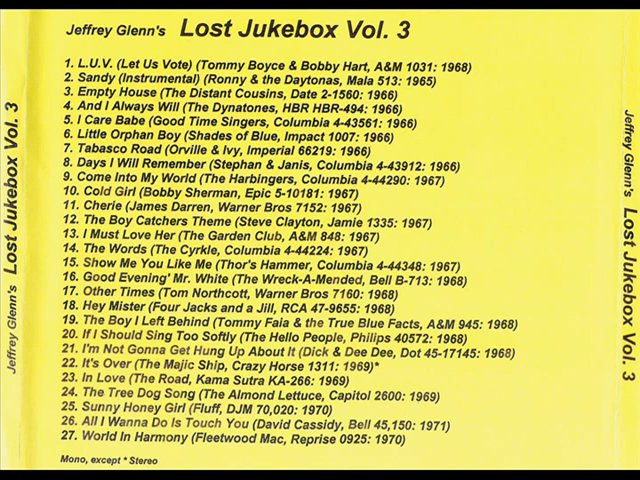 Jeffrey Glenn's Lost Jukebox Vol. 3
1. L.U.V. (Let Us Vote) (Tommy Boyce & Bobby Hart, A&M 1031: 1968)
2. Sandy (Instrumental) (Ronny & the Daytonas, Mala 513: 1965)
3. Empty House (The Distant Cousins, Date 2-1560: 1966)
4. And I Always Will (The Dynatones, HBR HBR-494: 1966)
5. I Care Babe (Good Time Singers, Columbia 4-43561: 1966)
6. Little Orphan Boy (Shades of Blue, Impact 1007: 1966)
7. Tabasco Road (Orville & Ivy, Imperial 66219: 1966)
8. Days I Will Remember (Stephan & Janis, Columbia 4-43912: 1966)
9. Come Into My World (The Harbingers, Columbia 4-44290: 1967)
10. Cold Girl (Bobby Sherman, Epic 5-10181: 1967)
11. Cherie (James Darren, Warner Bros 7152: 1967)
12. The Boy Catchers Theme (Steve Clayton, Jamie 1335: 1967)
13. I Must Love Her (The Garden Club, A&M 848: 1967)
14. The Words (The Cyrkle, Columbia 4-44224: 1967)
15. Show Me You Like Me (Thor's Hammer, Columbia 4-44348: 1967)
16. Good Evening' Mr. White (The Wreck-A-Mended, Bell B-713: 1968)
17. Other Times (Tom Northcott, Warner Bros 7160: 1968)
18. Hey Mister (Four Jacks and a Jill, RCA 47-9655: 1968)
19. The Boy I Left Behind (Tommy Faia & the True Blue Facts, A&M 945: 1968)
20. If I Should Sing Too Softly (The Hello People, Philips 40572: 1968)
21. I'm Not Gonna Get Hung Up About It (Dick & Dee Dee, Dot 45-17145: 1968)
22. It's Over (The Majic Ship, Crazy Horse 1311: 1969)*
23. In Love (The Road, Kama Sutra KA-266: 1969)
24. The Tree Dog Song (The Almond Lettuce, Capitol 2600: 1969)
25. Sunny Honey Girl (Fluff, DJM 70,020: 1970)
26. All I Wanna Do Is Touch You (David Cassidy, Bell 45,150: 1971)
27. World In Harmony (Fleetwood Mac, Reprise 0925: 1970)
Mono, except * Stereo
Jeffrey Glenn's Lost Jukebox Vol. 3
Jeffrey Glenn's Lost Jukebox Vol. 3